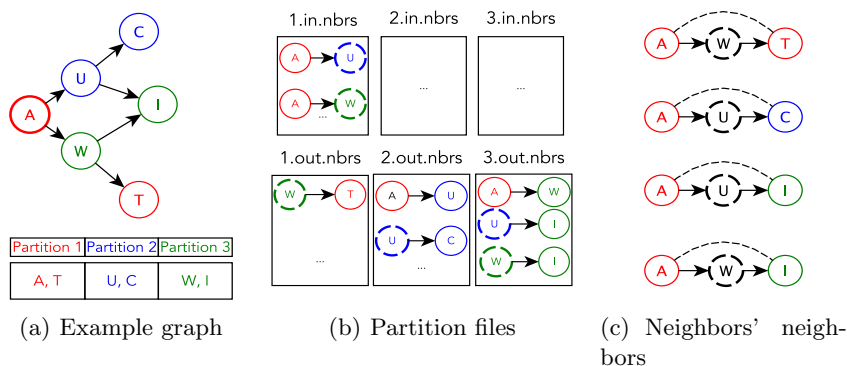 C
U
A
I
W
T
Partition 1 Partition 2 Partition 3
A, T U, C W, I
(a) Example graph
1.in.nbrs 2.in.nbrs 3.in.nbrs
A U
A W
... ... ...
1.out.nbrs 2.out.nbrs 3.out.nbrs
W T A U A W
U C U I
W I
... ...
(b) Partition files
A W T
A U C
A U I
A W I
(c) Neighbors' neigh-
bors